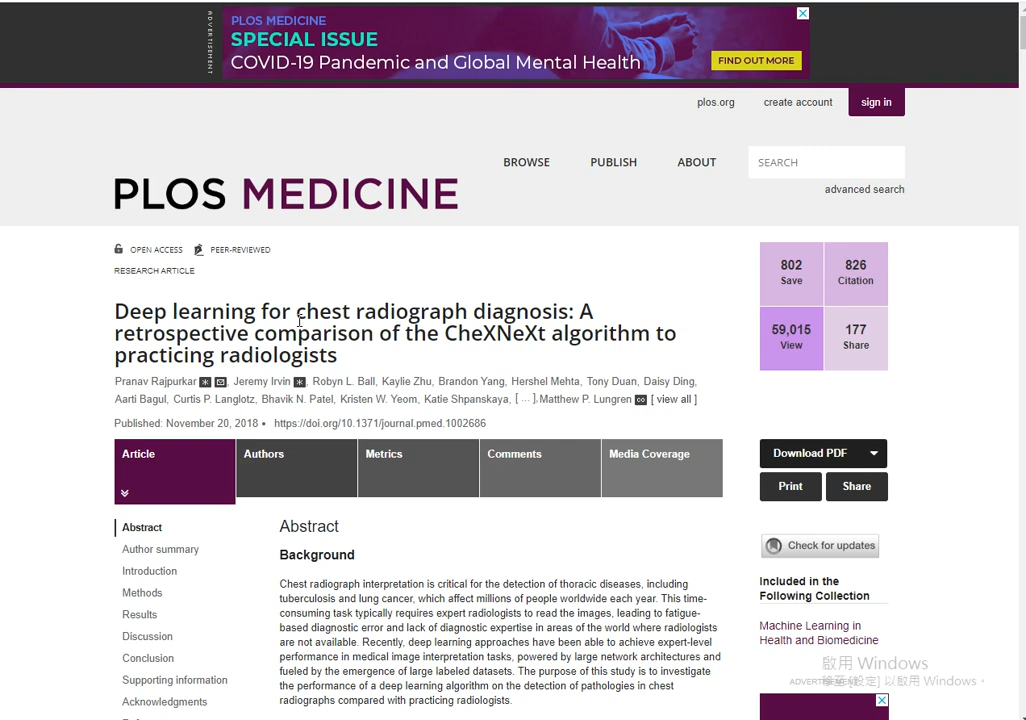 ADVERTISEMENT
PLOS MEDICINE
SPECIAL ISSUE
COVID-19 Pandemic and Global Mental Health
FIND OUT MORE
plos.org
create account
sign in
BROWSE
PUBLISH
ABOUT
SEARCH
advanced search
PLOS MEDICINE
OPEN ACCESS
PEER-REVIEWED
RESEARCH ARTICLE
802
Save
826
Citation
59,015
View
177
Share
Deep learning for chest radiograph diagnosis: A
retrospective comparison of the CheXNeXt algorithm to
practicing radiologists
Pranav Rajpurkar, Jeremy Irvin, Robyn L. Ball, Kaylie Zhu, Brandon Yang, Hershel Mehta, Tony Duan, Daisy Ding,
Aarti Bagul, Curtis P. Langlotz, Bhavik N. Patel, Kristen W. Yeom, Katie Shpanskaya, [ ... ], Matthew P. Lungren [ view all ]
Published: November 20, 2018 • https://doi.org/10.1371/journal.pmed.1002686
Article
Authors
Metrics
Comments
Media Coverage
Download PDF
Print
Share
Check for updates
Included in the
Following Collection
Machine Learning in
Health and Biomedicine
Abstract
Author summary
Introduction
Methods
Results
Discussion
Conclusion
Supporting information
Acknowledgments
Abstract
Background
Chest radiograph interpretation is critical for the detection of thoracic diseases, including
tuberculosis and lung cancer, which affect millions of people worldwide each year. This time-
consuming task typically requires expert radiologists to read the images, leading to fatigue-
based diagnostic error and lack of diagnostic expertise in areas of the world where radiologists
are not available. Recently, deep learning approaches have been able to achieve expert-level
performance in medical image interpretation tasks, powered by large network architectures and
fueled by the emergence of large labeled datasets. The purpose of this study is to investigate
the performance of a deep learning algorithm on the detection of pathologies in chest
radiographs compared with practicing radiologists.
啟用 Windows
移至 [設定] 以啟用 Windows。
ADVERTISEMENT